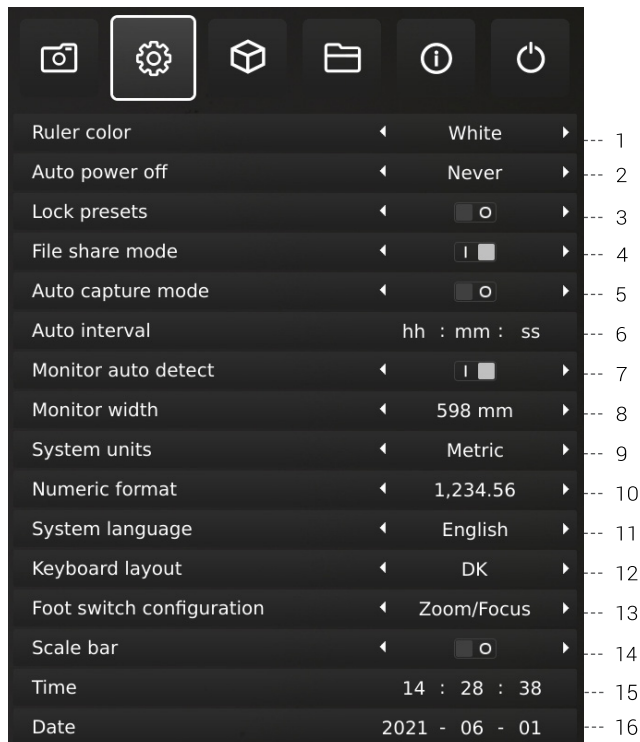 Ruler color White --- 1
Auto power off Never --- 2
Lock presets O --- 3
File share mode I --- 4
Auto capture mode O --- 5
Auto interval hh : mm : ss --- 6
Monitor auto detect I --- 7
Monitor width 598 mm --- 8
System units Metric --- 9
Numeric format 1,234.56 --- 10
System language English --- 11
Keyboard layout DK --- 12
Foot switch configuration Zoom/Focus --- 13
Scale bar O --- 14
Time 14 : 28 : 38 --- 15
Date 2021 - 06 - 01 --- 16